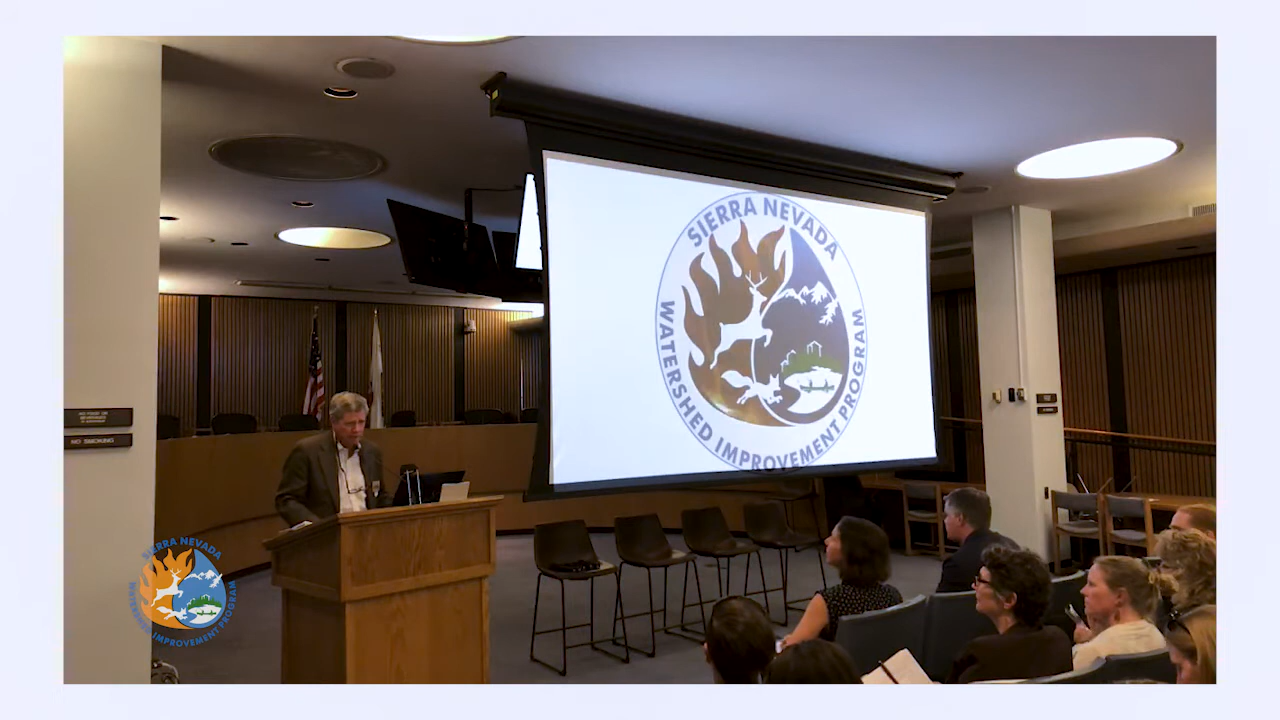 SIERRA NEVADA
WATERSHED IMPROVEMENT PROGRAM
NO SMOKING
SIERRA NEVADA
WATERSHED IMPROVEMENT PROGRAM